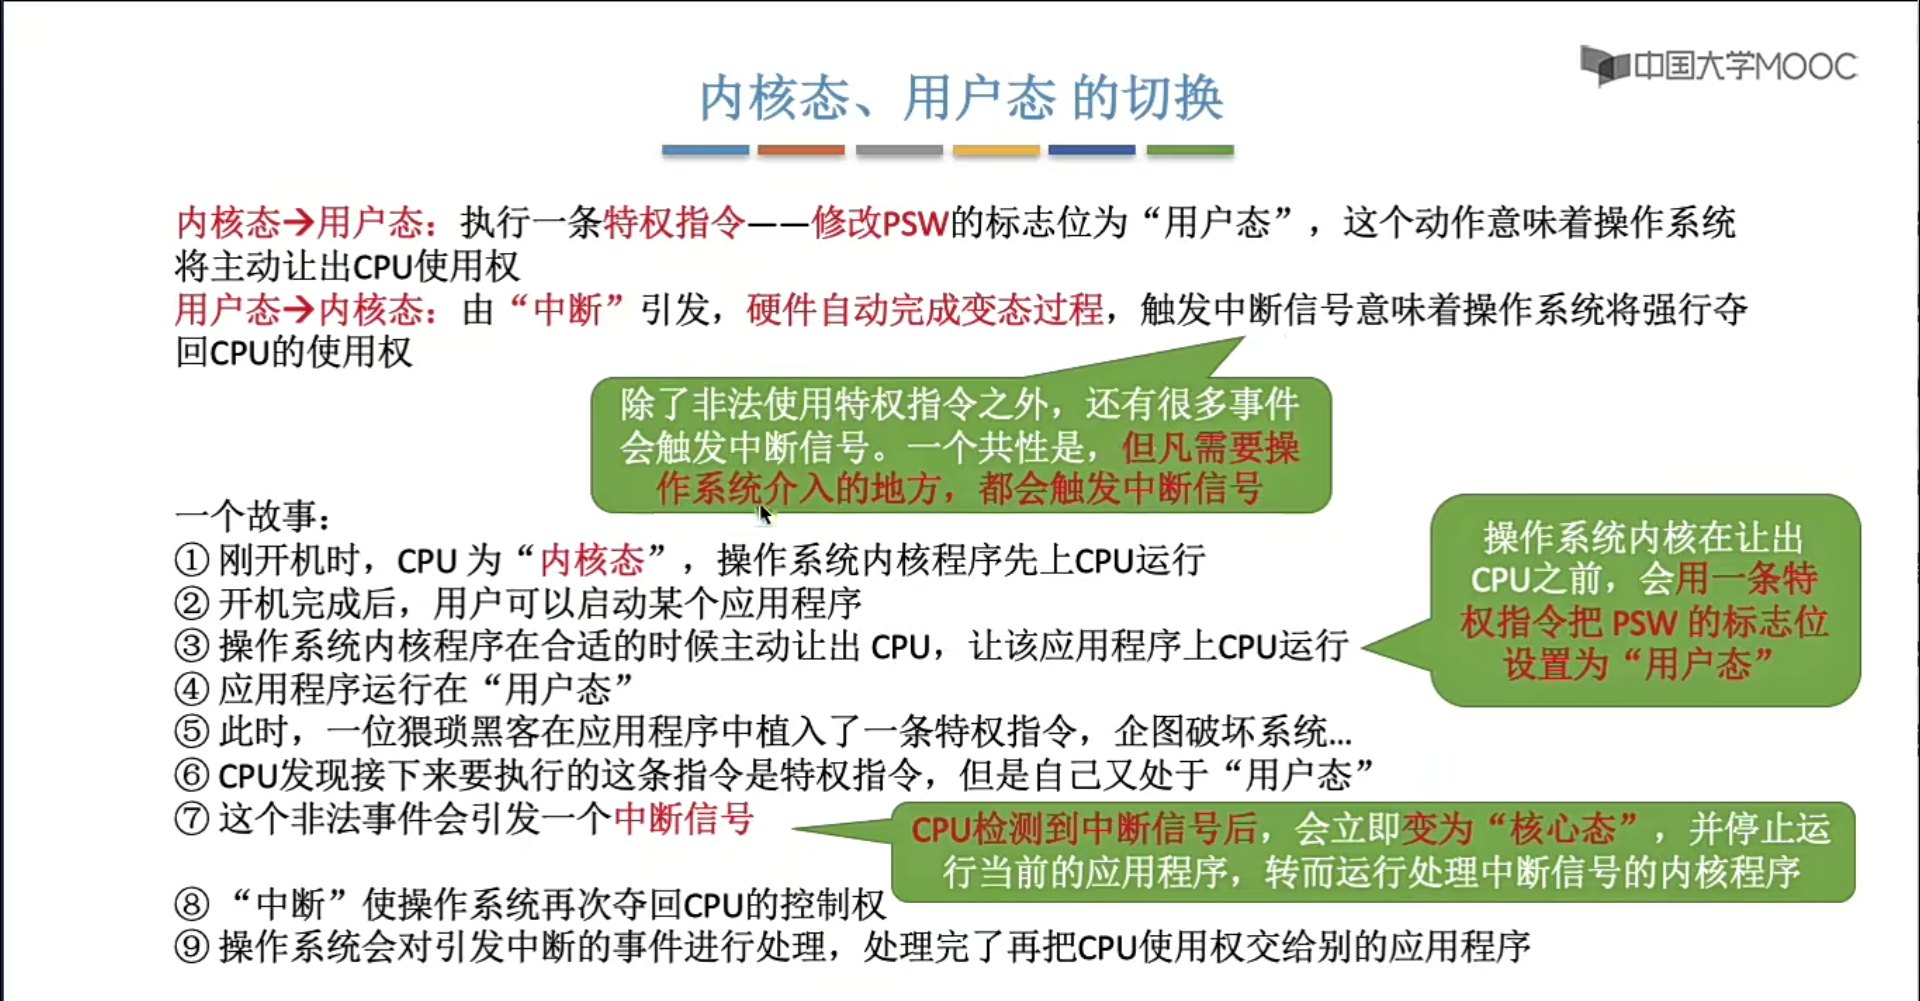 中国大学MOOC
内核态、用户态 的切换
内核态→用户态：执行一条特权指令——修改PSW的标志位为“用户态”，这个动作意味着操作系统
将主动让出CPU使用权
用户态→内核态：由“中断”引发，硬件自动完成变态过程，触发中断信号意味着操作系统将强行夺
回CPU的使用权
除了非法使用特权指令之外，还有很多事件
会触发中断信号。一个共性是，但凡需要操
作系统介入的地方，都会触发中断信号
一个故事：
① 刚开机时，CPU 为“内核态”，操作系统内核程序先上CPU运行
② 开机完成后，用户可以启动某个应用程序
③ 操作系统内核程序在合适的时候主动让出 CPU，让该应用程序上CPU运行
操作系统内核在让出
CPU之前，会用一条特
权指令把 PSW 的标志位
设置为“用户态”
④ 应用程序运行在“用户态”
⑤ 此时，一位猥琐黑客在应用程序中植入了一条特权指令，企图破坏系统...
⑥ CPU发现接下来要执行的这条指令是特权指令，但是自己又处于“用户态”
⑦ 这个非法事件会引发一个中断信号
CPU检测到中断信号后，会立即变为“核心态”，并停止运
行当前的应用程序，转而运行处理中断信号的内核程序
⑧ “中断”使操作系统再次夺回CPU的控制权
⑨ 操作系统会对引发中断的事件进行处理，处理完了再把CPU使用权交给别的应用程序